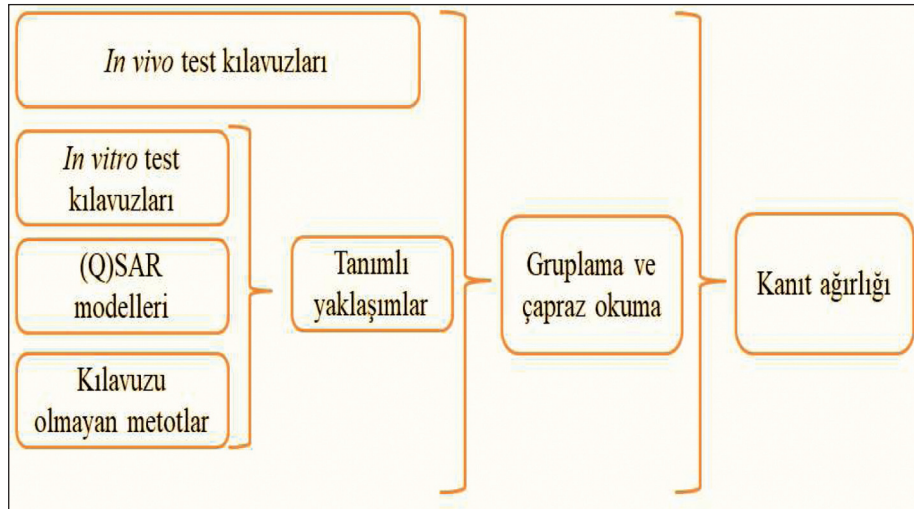 In vivo test kılavuzları
In vitro test
kılavuzları
(Q)SAR
modelleri
Kılavuzu
olmayan metotlar
Tanımlı
yaklaşımlar
Gruplama ve
çapraz okuma
Kanıt ağırlığı